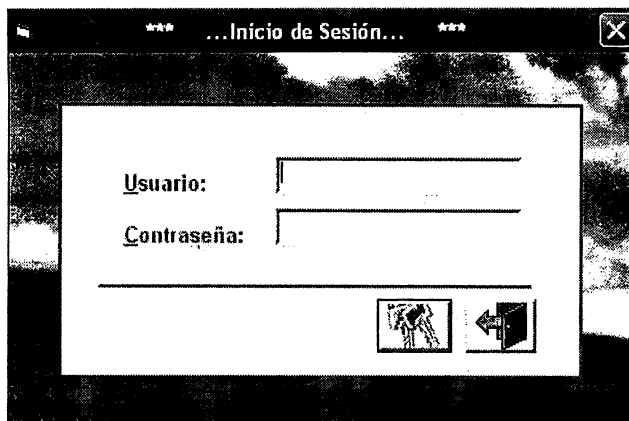 *** ...Inicio de Sesión... ***
Usuario:
Contraseña: